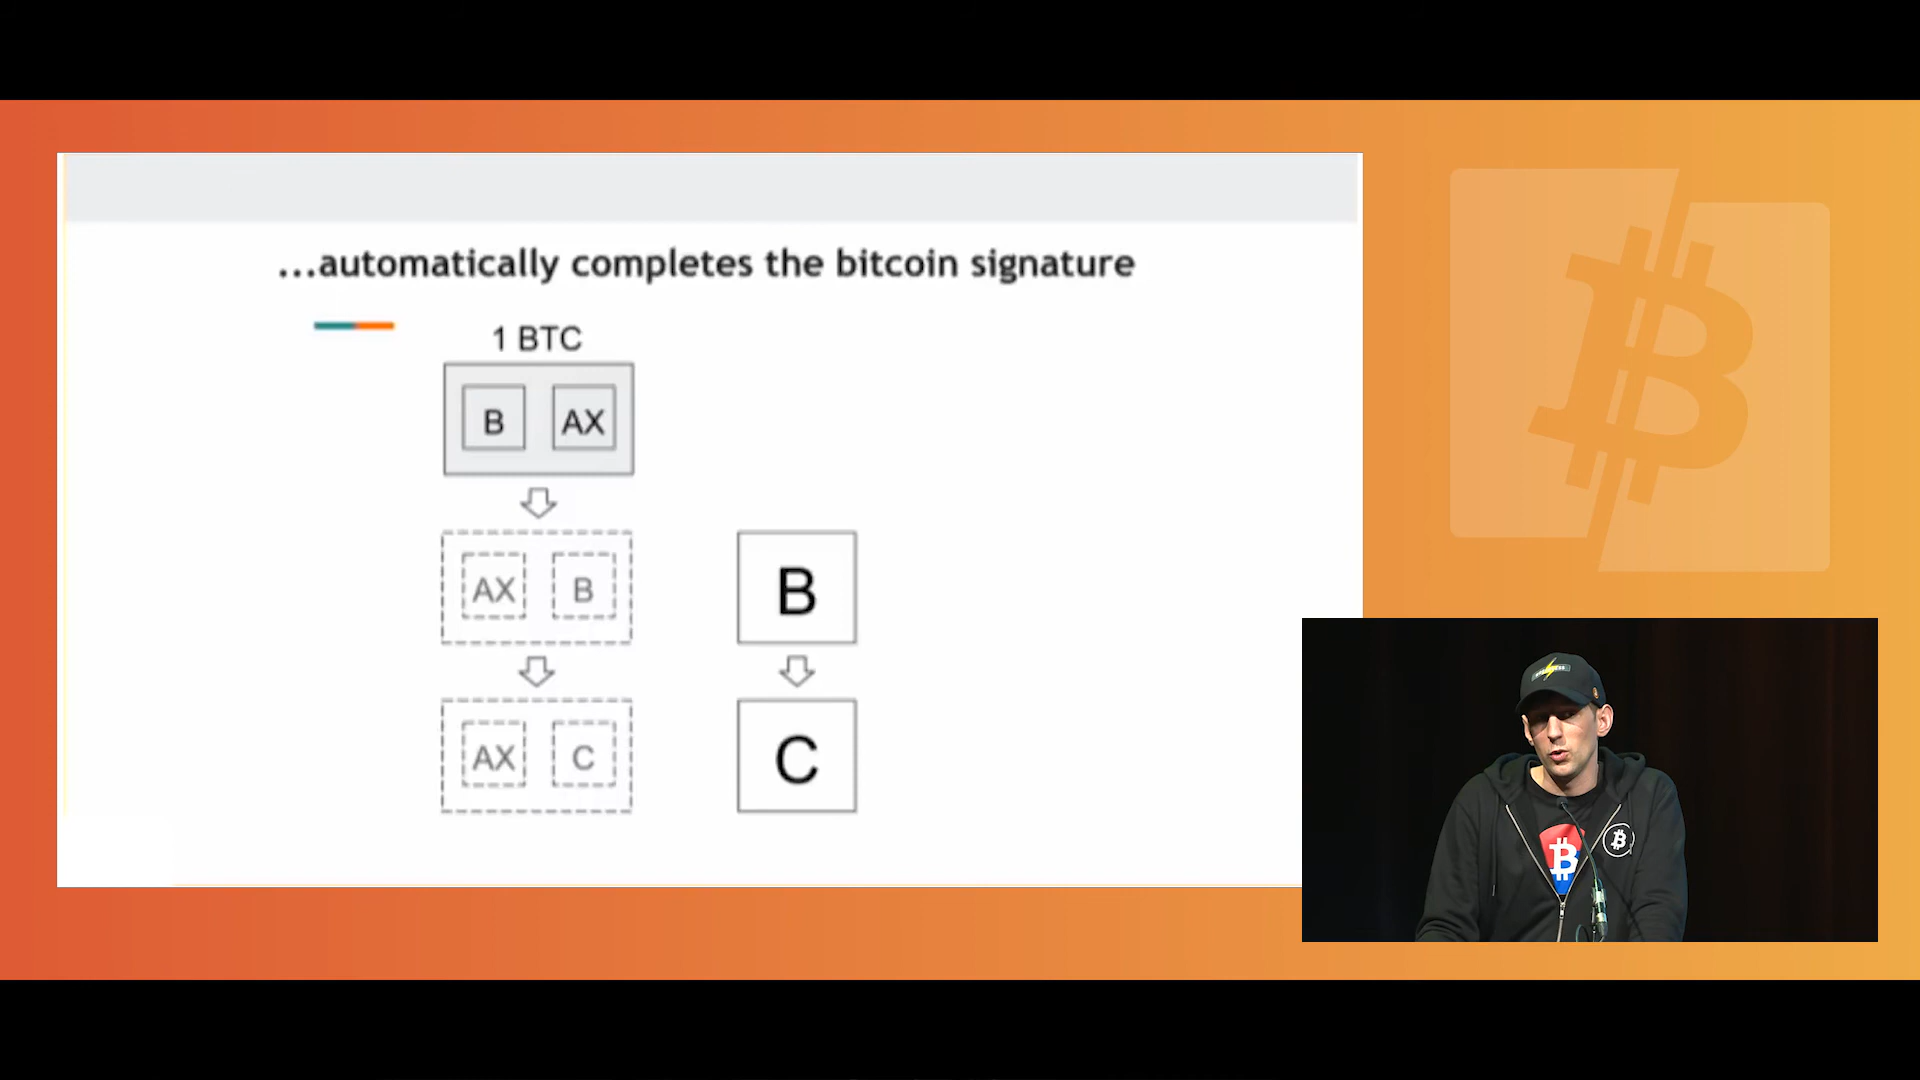 ...automatically completes the bitcoin signature
1 BTC
B AX
AX B
B
AX C
C